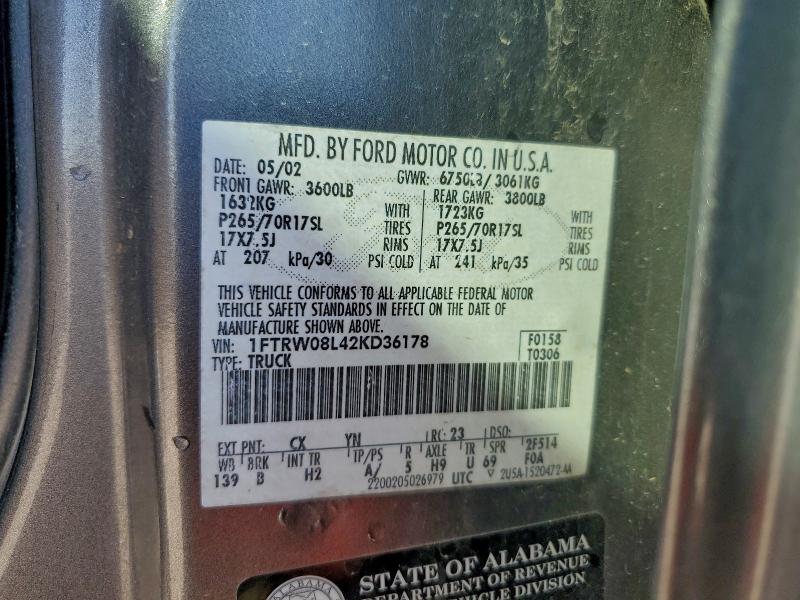 MFD. BY FORD MOTOR CO. IN U.S.A.
DATE: 05/02 GVWR: 6750LB/ 3061KG
FRONT GAWR: 3600LB REAR GAWR: 3800LB
1632KG WITH 1723KG WITH
P265/70R17SL TIRES P265/70R17SL TIRES
17X7.5J RIMS 17X7.5J RIMS
AT 207 kPa/30 PSI COLD AT 241 kPa/35 PSI COLD
THIS VEHICLE CONFORMS TO ALL APPLICABLE FEDERAL MOTOR
VEHICLE SAFETY STANDARDS IN EFFECT ON THE DATE OF
MANUFACTURE SHOWN ABOVE.
VIN: 1FTRW08L42KD36178 F0158
TYPE: TRUCK T0306
EXT PNT: CX YN RC: 23 DSO:
WB BRK INT TR TP/PS R AXLE TR SPR 2F514
139 B H2 A/ 5 H9 U 69 F0A
2200205026979 UTC 2U5A-1520472-AA
ALABAMA
STATE OF ALABAMA
DEPARTMENT OF REVENUE
VEHICLE DIVISION